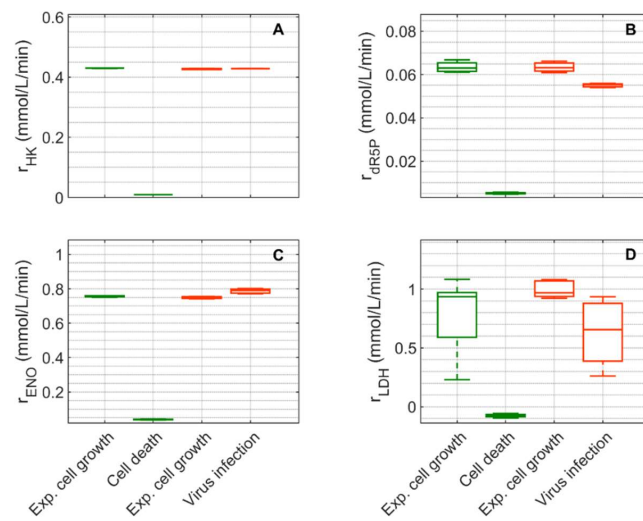 A
r_HK (mmol/L/min)
0.6
0.4
0.2
0
B
r_dR5P (mmol/L/min)
0.08
0.06
0.04
0.02
C
r_ENO (mmol/L/min)
1.0
0.8
0.6
0.4
0.2
Exp. cell growth
Cell death
Exp. cell growth
Virus infection
D
r_LDH (mmol/L/min)
1
0.5
0
Exp. cell growth
Cell death
Exp. cell growth
Virus infection